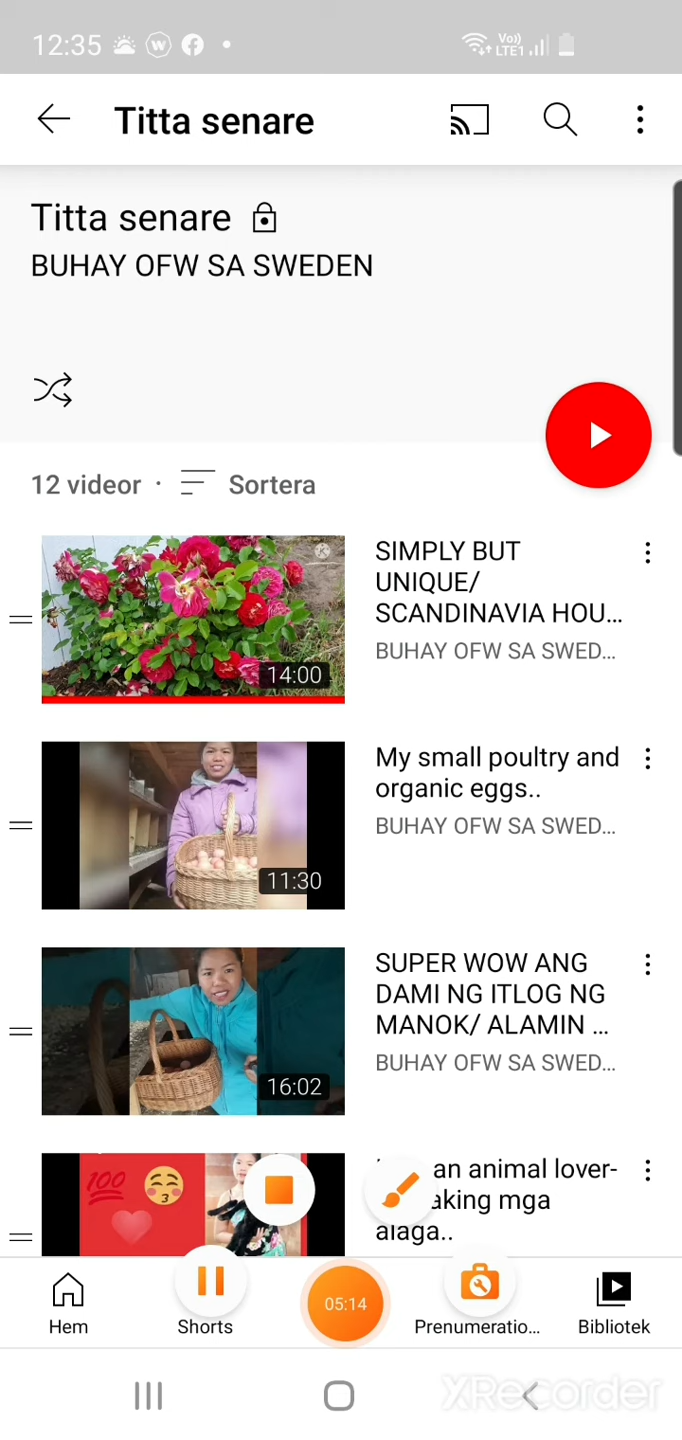 12:35
Vo))
LTE1
Titta senare
Titta senare
BUHAY OFW SA SWEDEN
12 videor · Sortera
SIMPLY BUT
UNIQUE/
SCANDINAVIA HOU...
BUHAY OFW SA SWED...
14:00
My small poultry and
organic eggs..
BUHAY OFW SA SWED...
11:30
SUPER WOW ANG
DAMI NG ITLOG NG
MANOK/ ALAMIN ...
BUHAY OFW SA SWED...
16:02
100
an animal lover-
aking mga
alaga..
05:14
Hem
Shorts
Prenumeratio...
Bibliotek
XRecorder